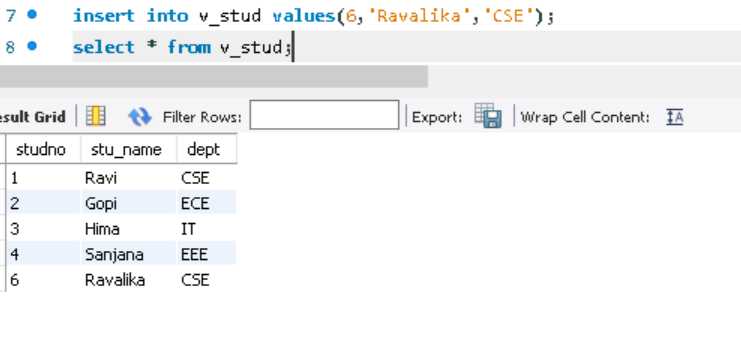 7 insert into v_stud values(6,'Ravalika','CSE');
8 select * from v_stud;
esult Grid Filter Rows: Export: Wrap Cell Content: IA
studno stu_name dept
1 Ravi CSE
2 Gopi ECE
3 Hima IT
4 Sanjana EEE
6 Ravalika CSE